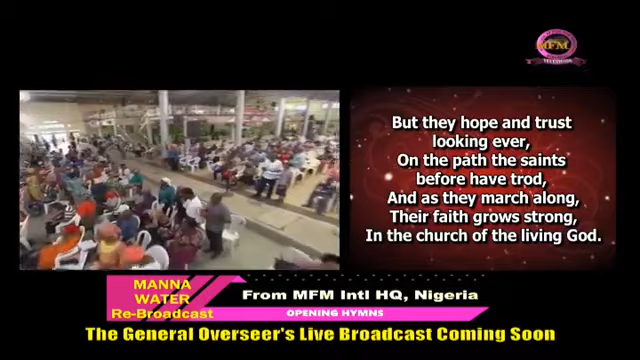 MFM
TELEVISION
But they hope and trust
looking ever,
On the path the saints
before have trod,
And as they march along,
Their faith grows strong,
In the church of the living God.
MANNA
WATER
Re-Broadcast
From MFM Intl HQ, Nigeria
OPENING HYMNS
The General Overseer's Live Broadcast Coming Soon